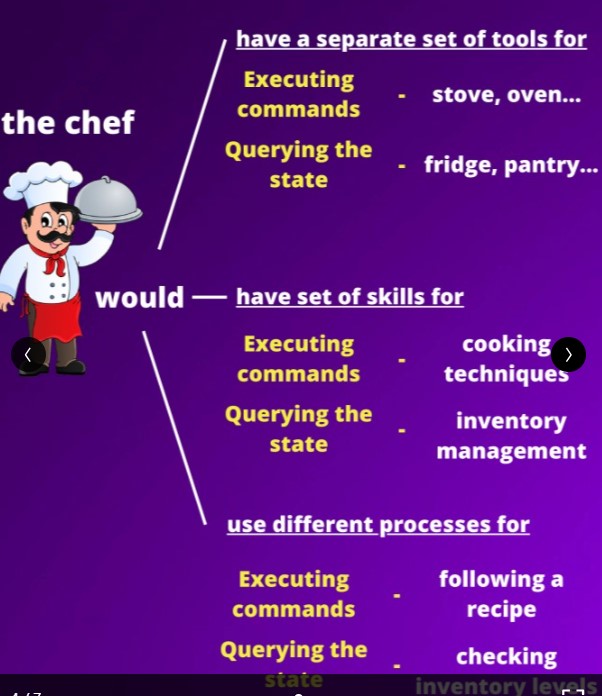 have a separate set of tools for
Executing
commands
- stove, oven...
Querying the
state
- fridge, pantry...
the chef
would
have set of skills for
Executing
commands
- cooking
techniques
Querying the
state
- inventory
management
use different processes for
Executing
commands
- following a
recipe
Querying the
state
- checking
inventory levels